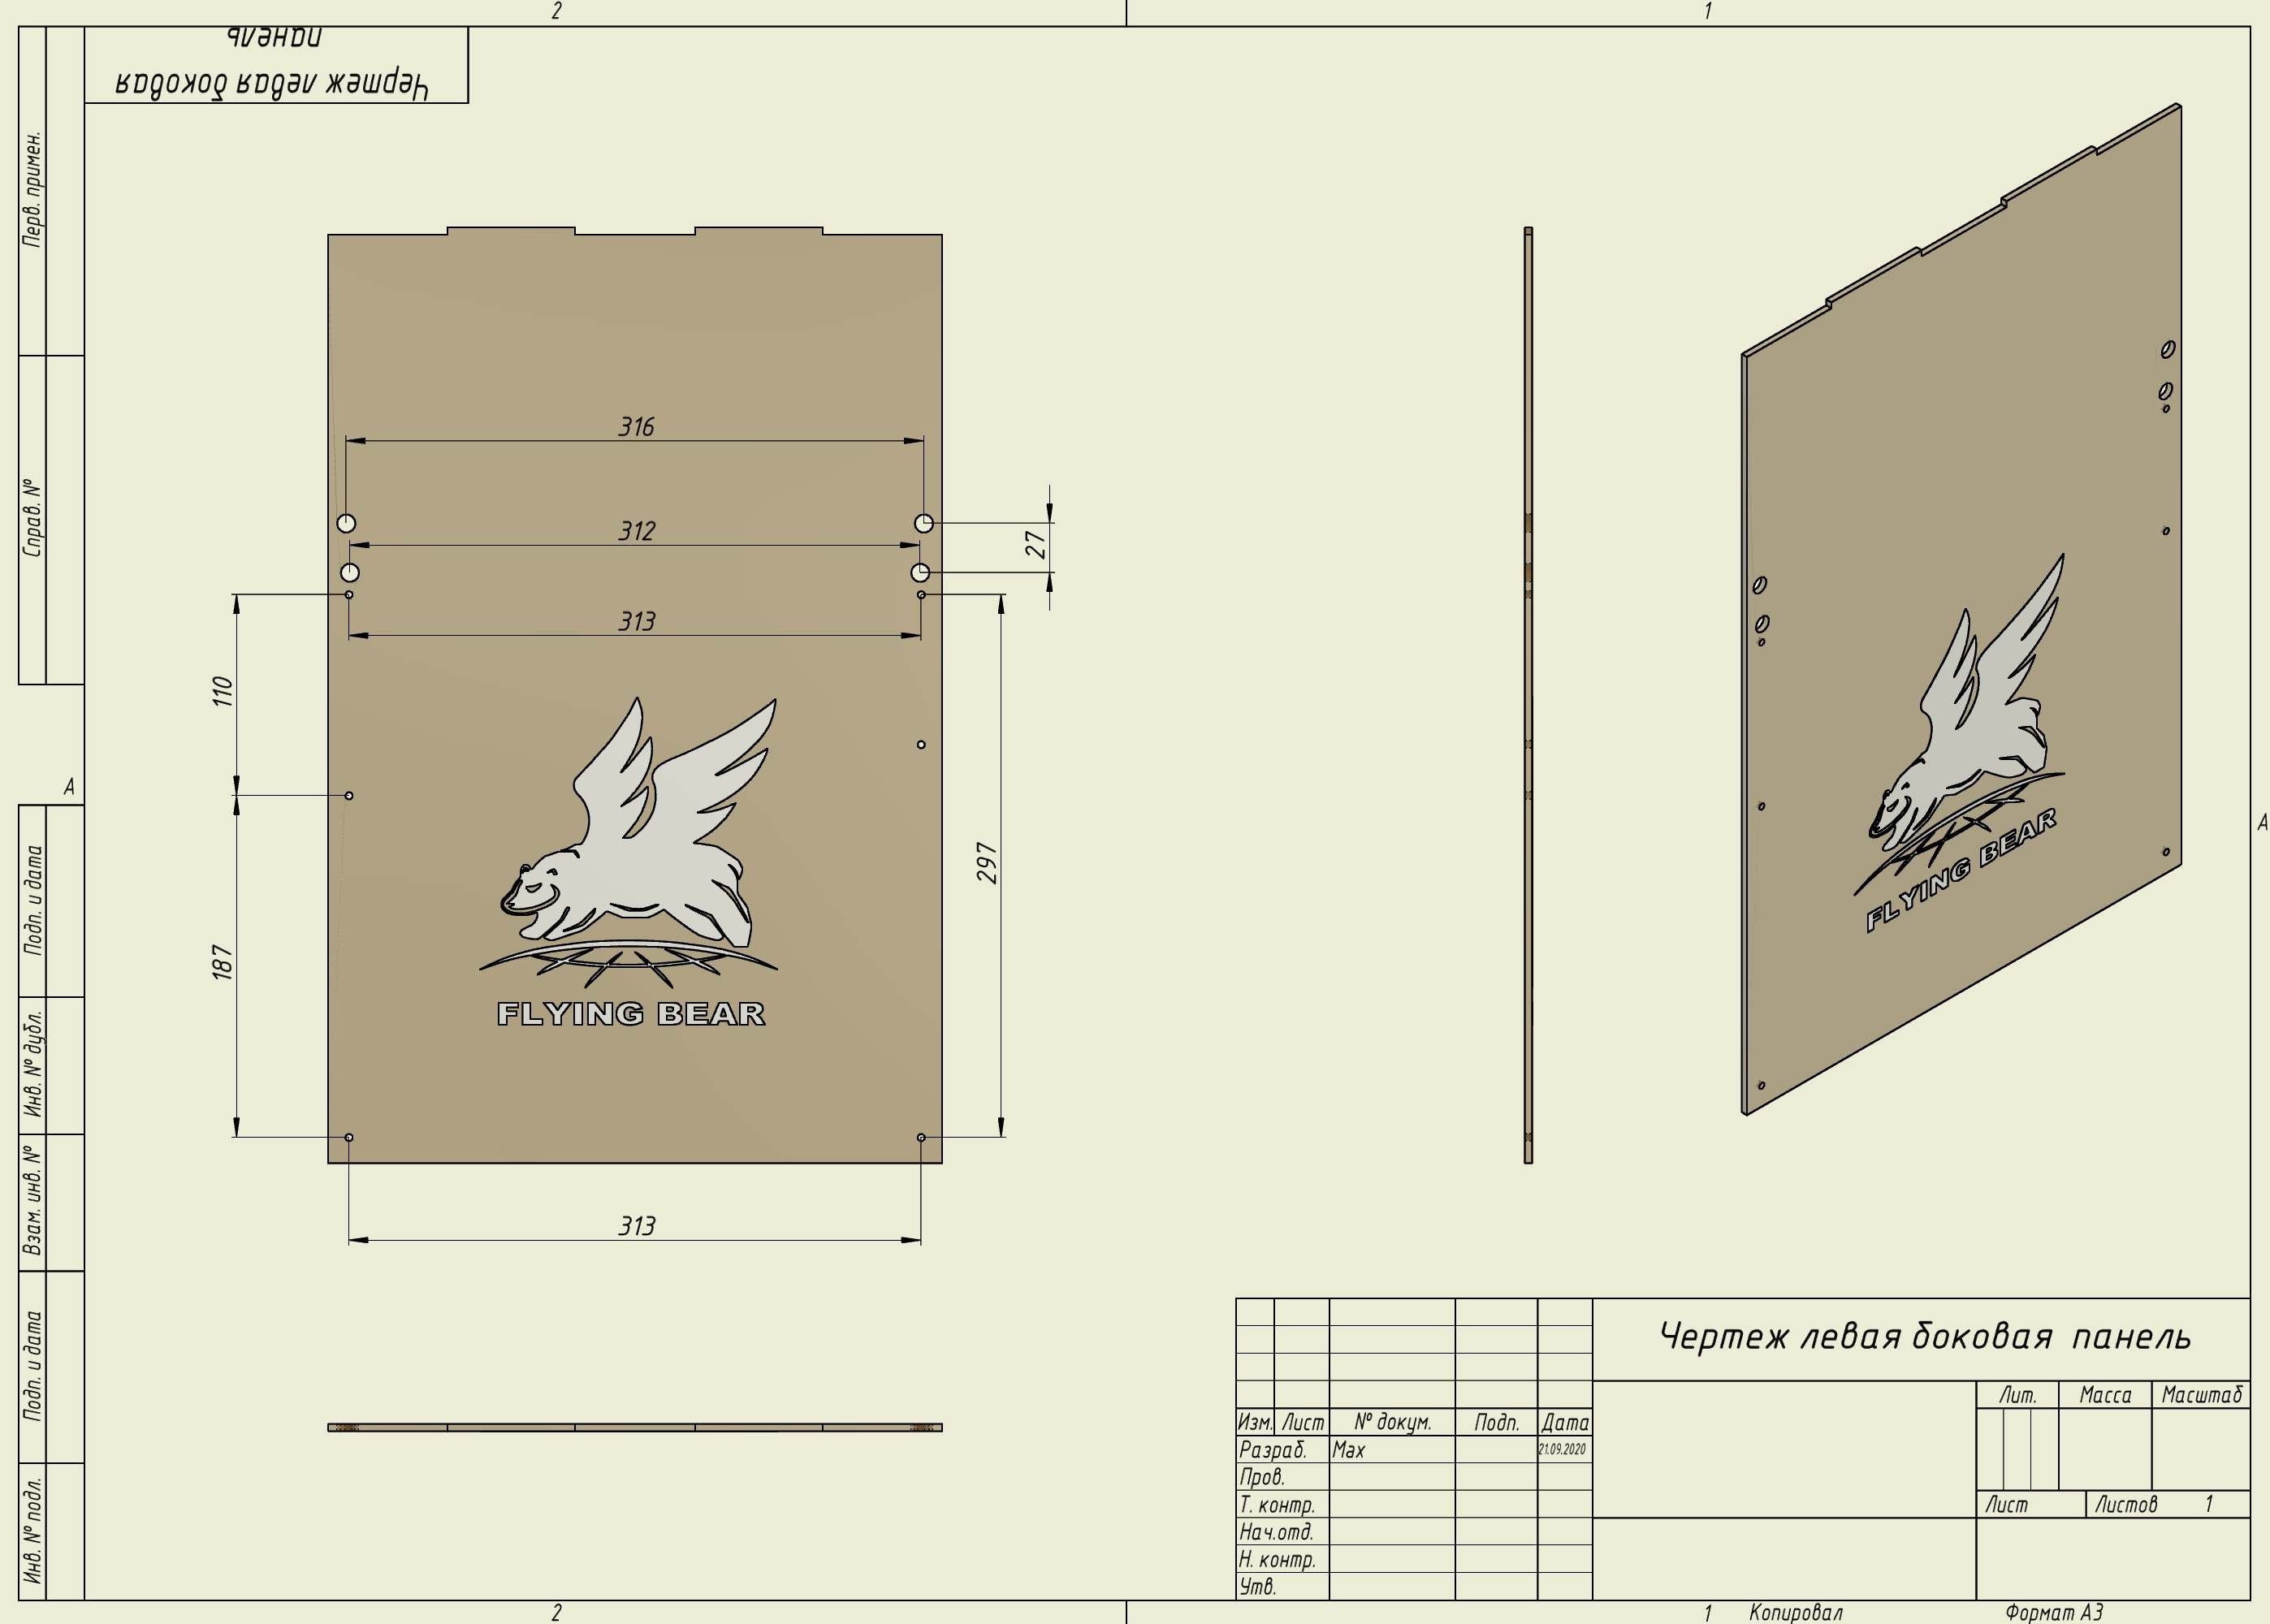 2
1
Чертеж левая боковая
панель
Перв. примен.
Справ. №
А
Подп. и дата
Инв. № дубл.
Взам. инв. №
Подп. и дата
Инв. № подл.
316
312
27
313
110
187
297
313
FLYING BEAR
FLYING BEAR
А
Чертеж левая боковая панель
Лит. Масса Масштаб
Изм. Лист № докум. Подп. Дата
Разраб. Max 21.09.2020
Пров.
Т. контр.
Лист Листов 1
Нач.отд.
Н. контр.
Утв.
2
1 Копировал Формат А3